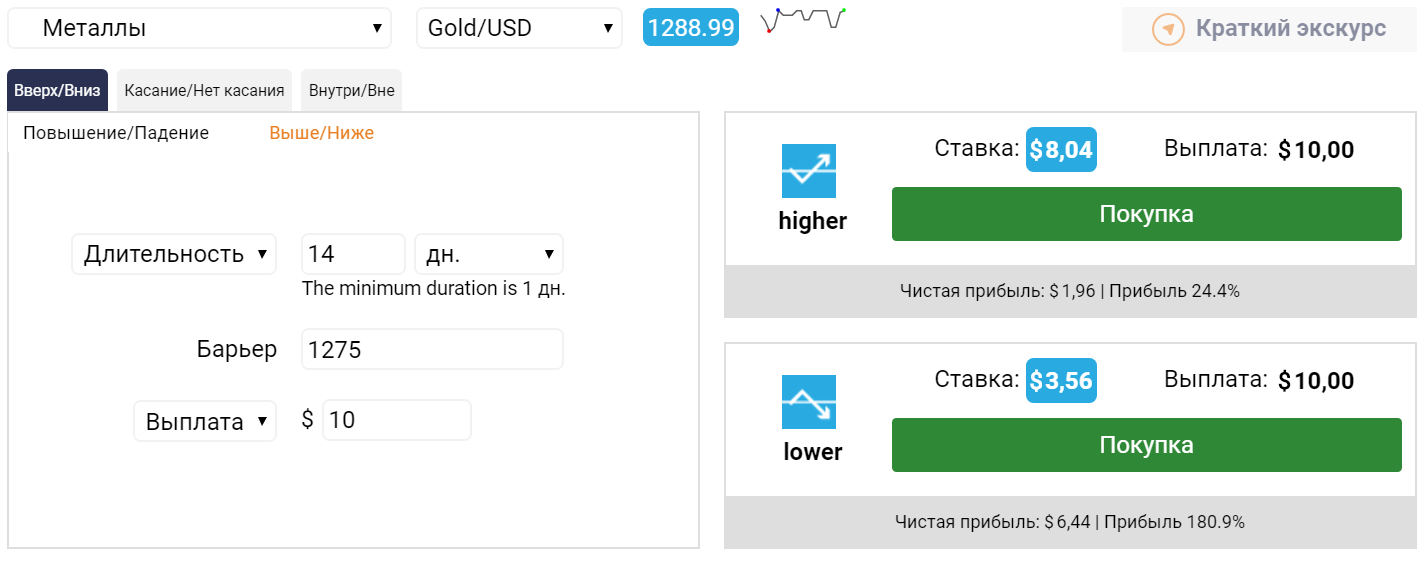 Металлы ▼ Gold/USD ▼ 1288.99 Краткий экскурс
Вверх/Вниз Касание/Нет касания Внутри/Вне
Повышение/Падение Выше/Ниже
Длительность ▼ 14 дн. ▼
The minimum duration is 1 дн.
Барьер 1275
Выплата ▼ $ 10
Ставка: $8,04 Выплата: $10,00
higher Покупка
Чистая прибыль: $1,96 | Прибыль 24.4%
Ставка: $3,56 Выплата: $10,00
lower Покупка
Чистая прибыль: $6,44 | Прибыль 180.9%